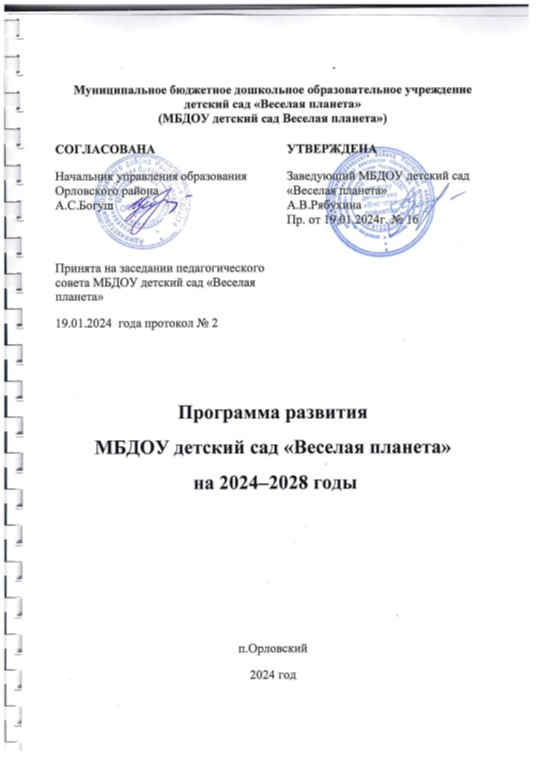 Муниципальное бюджетное дошкольное образовательное учреждение
детский сад «Веселая планета»
(МБДОУ детский сад Веселая планета»)
СОГЛАСОВАНА
Начальник управления образования
Орловского района
А.С.Богуш
УТВЕРЖДЕНА
Заведующий МБДОУ детский сад
«Веселая планета»
А.В.Рябухина
Пр. от 19.01.2024г. № 16
Принята на заседании педагогического
совета МБДОУ детский сад «Веселая
планета»
19.01.2024 года протокол № 2
Программа развития
МБДОУ детский сад «Веселая планета»
на 2024–2028 годы
п.Орловский
2024 год